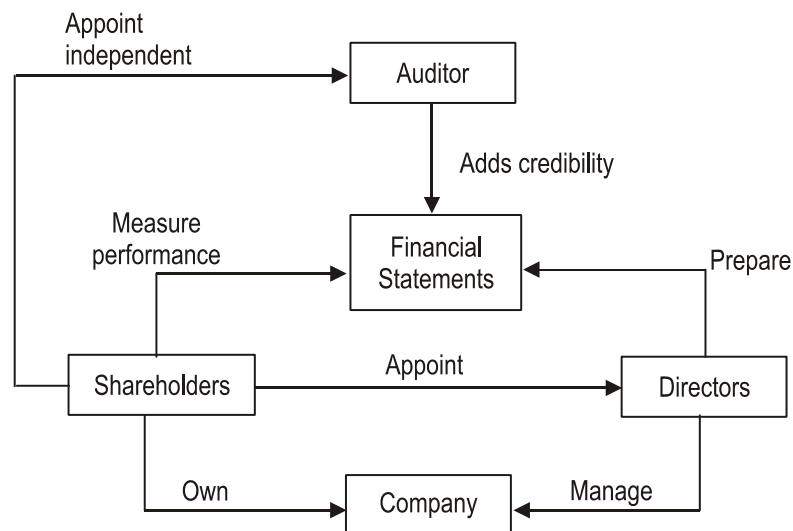 Appoint
independent
Auditor
Adds credibility
Measure
performance
Financial
Statements
Prepare
Shareholders
Appoint
Directors
Own
Company
Manage